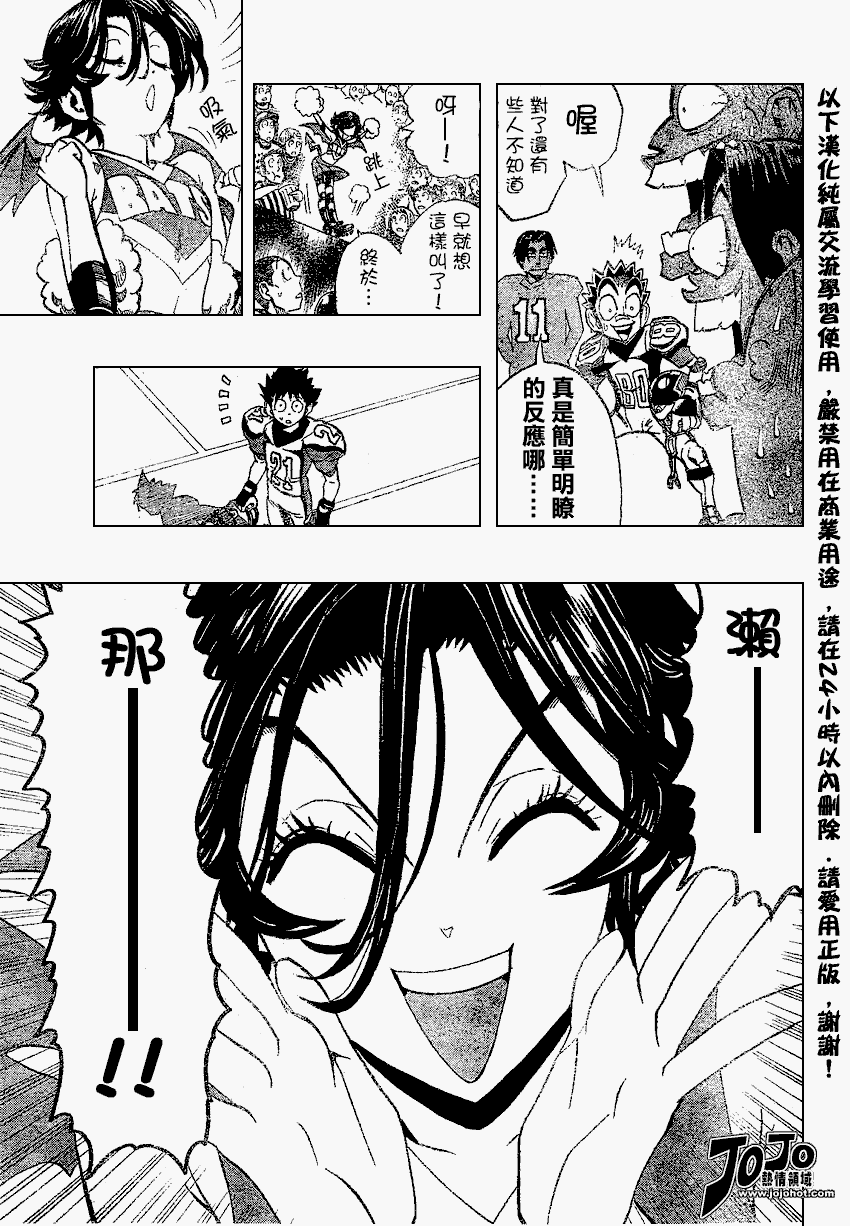 喔
對了還有
些人不知道
11
80
真是簡單明瞭
的反應哪……
呀—!
跳上
早就想
這樣叫了!
終於…
吸氣
BATS
21
瀨—
那—!!
以下漢化純屬交流學習使用,嚴禁用在商業用途,請在24小時以內刪除.請愛用正版,謝謝!
JOJO
熱情領域
www.jojohot.com